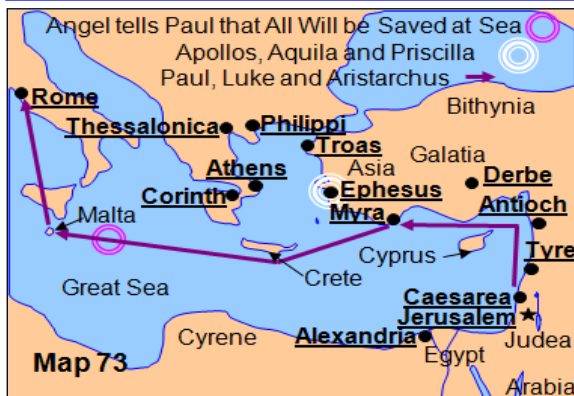 Angel tells Paul that All Will be Saved at Sea
Apollos, Aquila and Priscilla
Paul, Luke and Aristarchus
Rome
Bithynia
Thessalonica
Philippi
Troas
Asia
Galatia
Athens
Derbe
Corinth
Ephesus
Antioch
Myra
Malta
Cyprus
Tyre
Crete
Great Sea
Caesarea
Jerusalem
Cyrene
Alexandria
Judea
Egypt
Map 73
Arabia